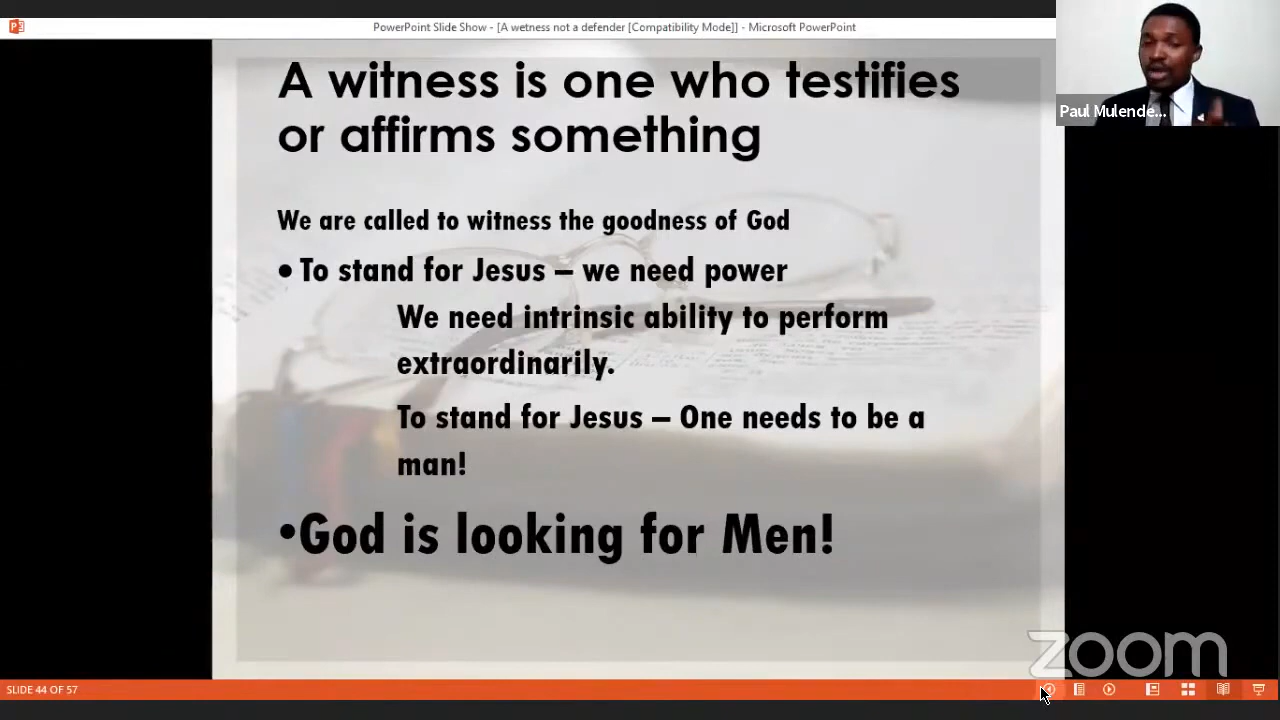 PowerPoint Slide Show - [A wetness not a defender [Compatibility Mode]] - Microsoft PowerPoint
A witness is one who testifies
or affirms something
We are called to witness the goodness of God
• To stand for Jesus – we need power
We need intrinsic ability to perform
extraordinarily.
To stand for Jesus – One needs to be a
man!
•God is looking for Men!
Paul Mulende...
zoom
SLIDE 44 OF 57